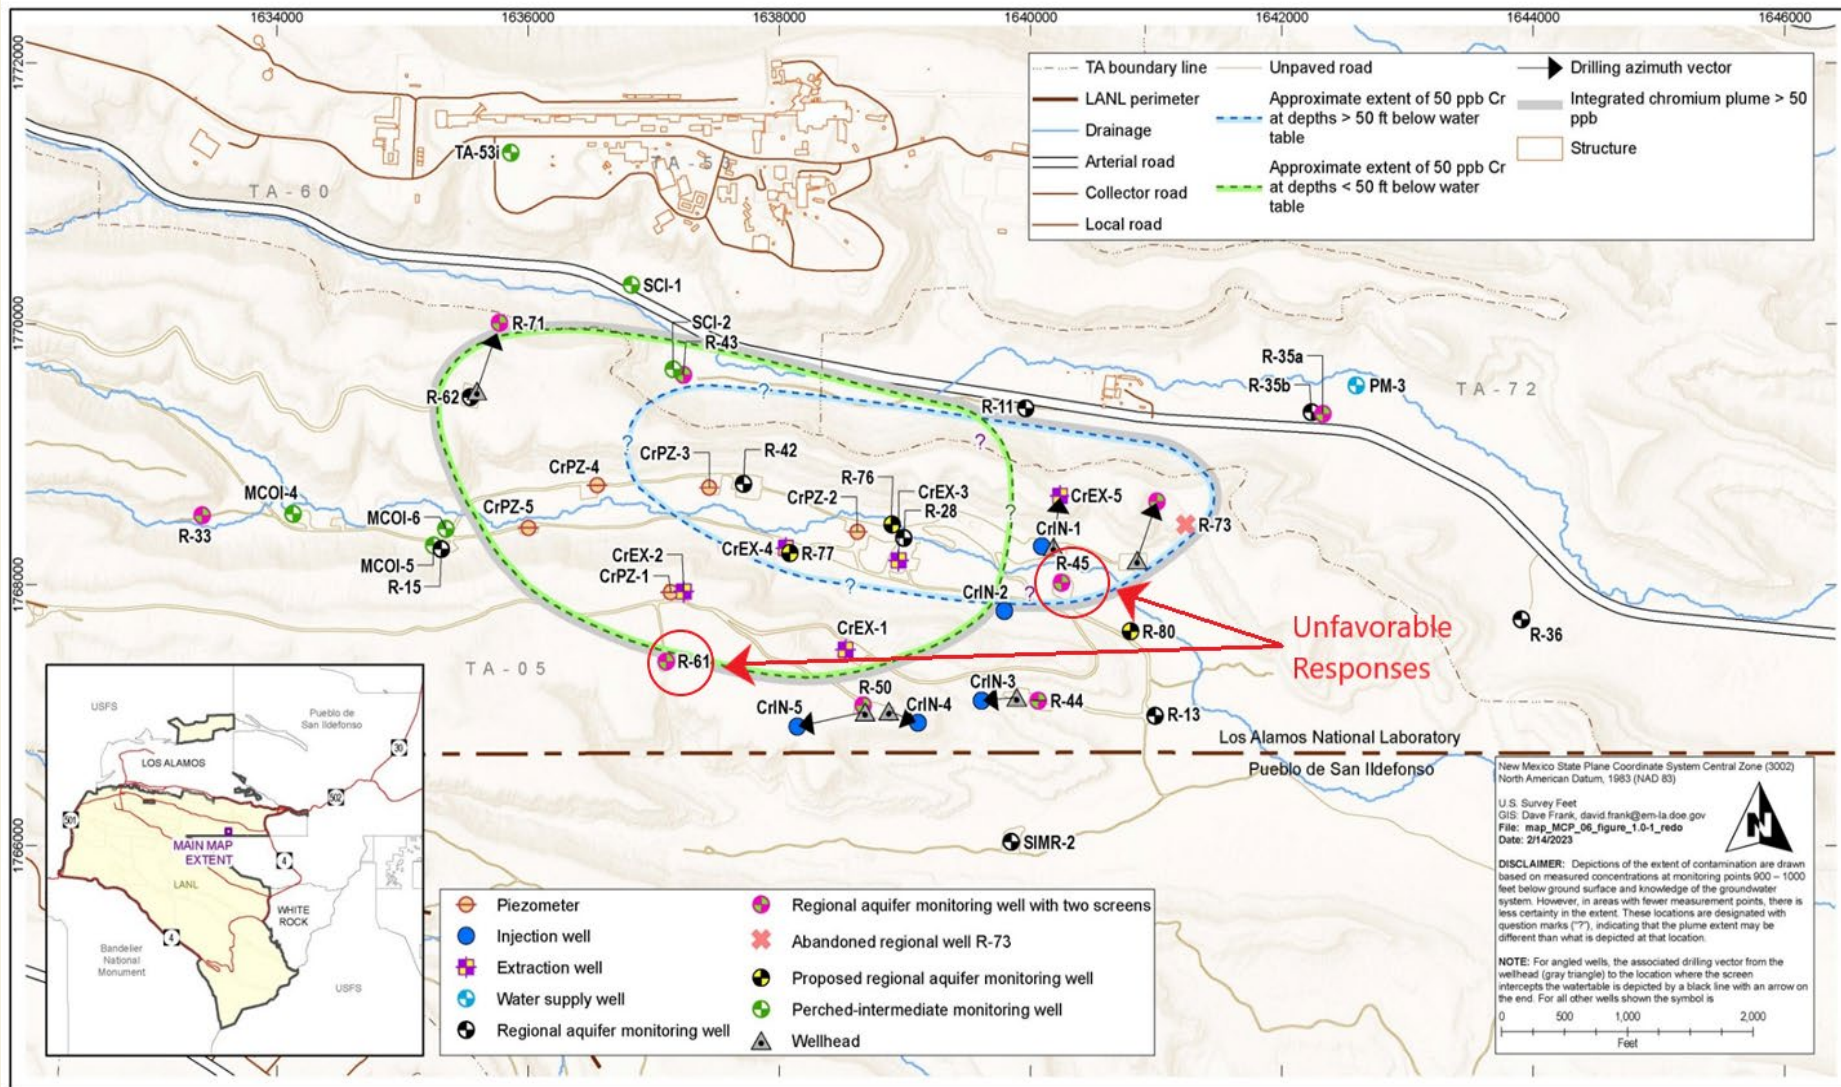 1634000
1636000
1638000
1640000
1642000
1644000
1646000
1772000
1770000
1768000
1766000
TA boundary line
LANL perimeter
Drainage
Arterial road
Collector road
Local road
Unpaved road
Approximate extent of 50 ppb Cr
at depths > 50 ft below water
table
Approximate extent of 50 ppb Cr
at depths < 50 ft below water
table
Drilling azimuth vector
Integrated chromium plume > 50
ppb
Structure
TA-53i
TA-53
TA-60
SCI-1
R-71
SCI-2
R-43
R-62
R-11
R-35a
R-35b
PM-3
TA-72
?
?
?
CrPZ-3
R-42
CrPZ-4
R-76
CrEX-3
R-28
CrPZ-2
CrEX-5
MCOI-4
MCOI-6
CrPZ-5
?
CrIN-1
R-73
R-33
CrEX-4
R-77
MCOI-5
R-15
CrEX-2
CrPZ-1
?
R-45
CrIN-2
?
R-80
R-36
CrEX-1
Unfavorable
Responses
TA-05
R-61
R-50
CrIN-3
R-44
CrIN-5
CrIN-4
R-13
Los Alamos National Laboratory
Pueblo de San Ildefonso
SIMR-2
USFS
Pueblo de
San Ildefonso
30
LOS ALAMOS
502
501
MAIN MAP
EXTENT
4
LANL
WHITE
ROCK
4
Bandelier
National
Monument
USFS
Piezometer
Injection well
Extraction well
Water supply well
Regional aquifer monitoring well
Regional aquifer monitoring well with two screens
Abandoned regional well R-73
Proposed regional aquifer monitoring well
Perched-intermediate monitoring well
Wellhead
New Mexico State Plane Coordinate System Central Zone (3002)
North American Datum, 1983 (NAD 83)
U.S. Survey Feet
GIS: Dave Frank, david.frank@em-la.doe.gov
File: map_MCP_06_figure_1.0-1_redo
Date: 2/14/2023
N
DISCLAIMER: Depictions of the extent of contamination are drawn
based on measured concentrations at monitoring points 900 – 1000
feet below ground surface and knowledge of the groundwater
system. However, in areas with fewer measurement points, there is
less certainty in the extent. These locations are designated with
question marks ("?"), indicating that the plume extent may be
different than what is depicted at that location.
NOTE: For angled wells, the associated drilling vector from the
wellhead (gray triangle) to the location where the screen
intercepts the watertable is depicted by a black line with an arrow on
the end. For all other wells shown the symbol is
0 500 1,000 2,000
Feet